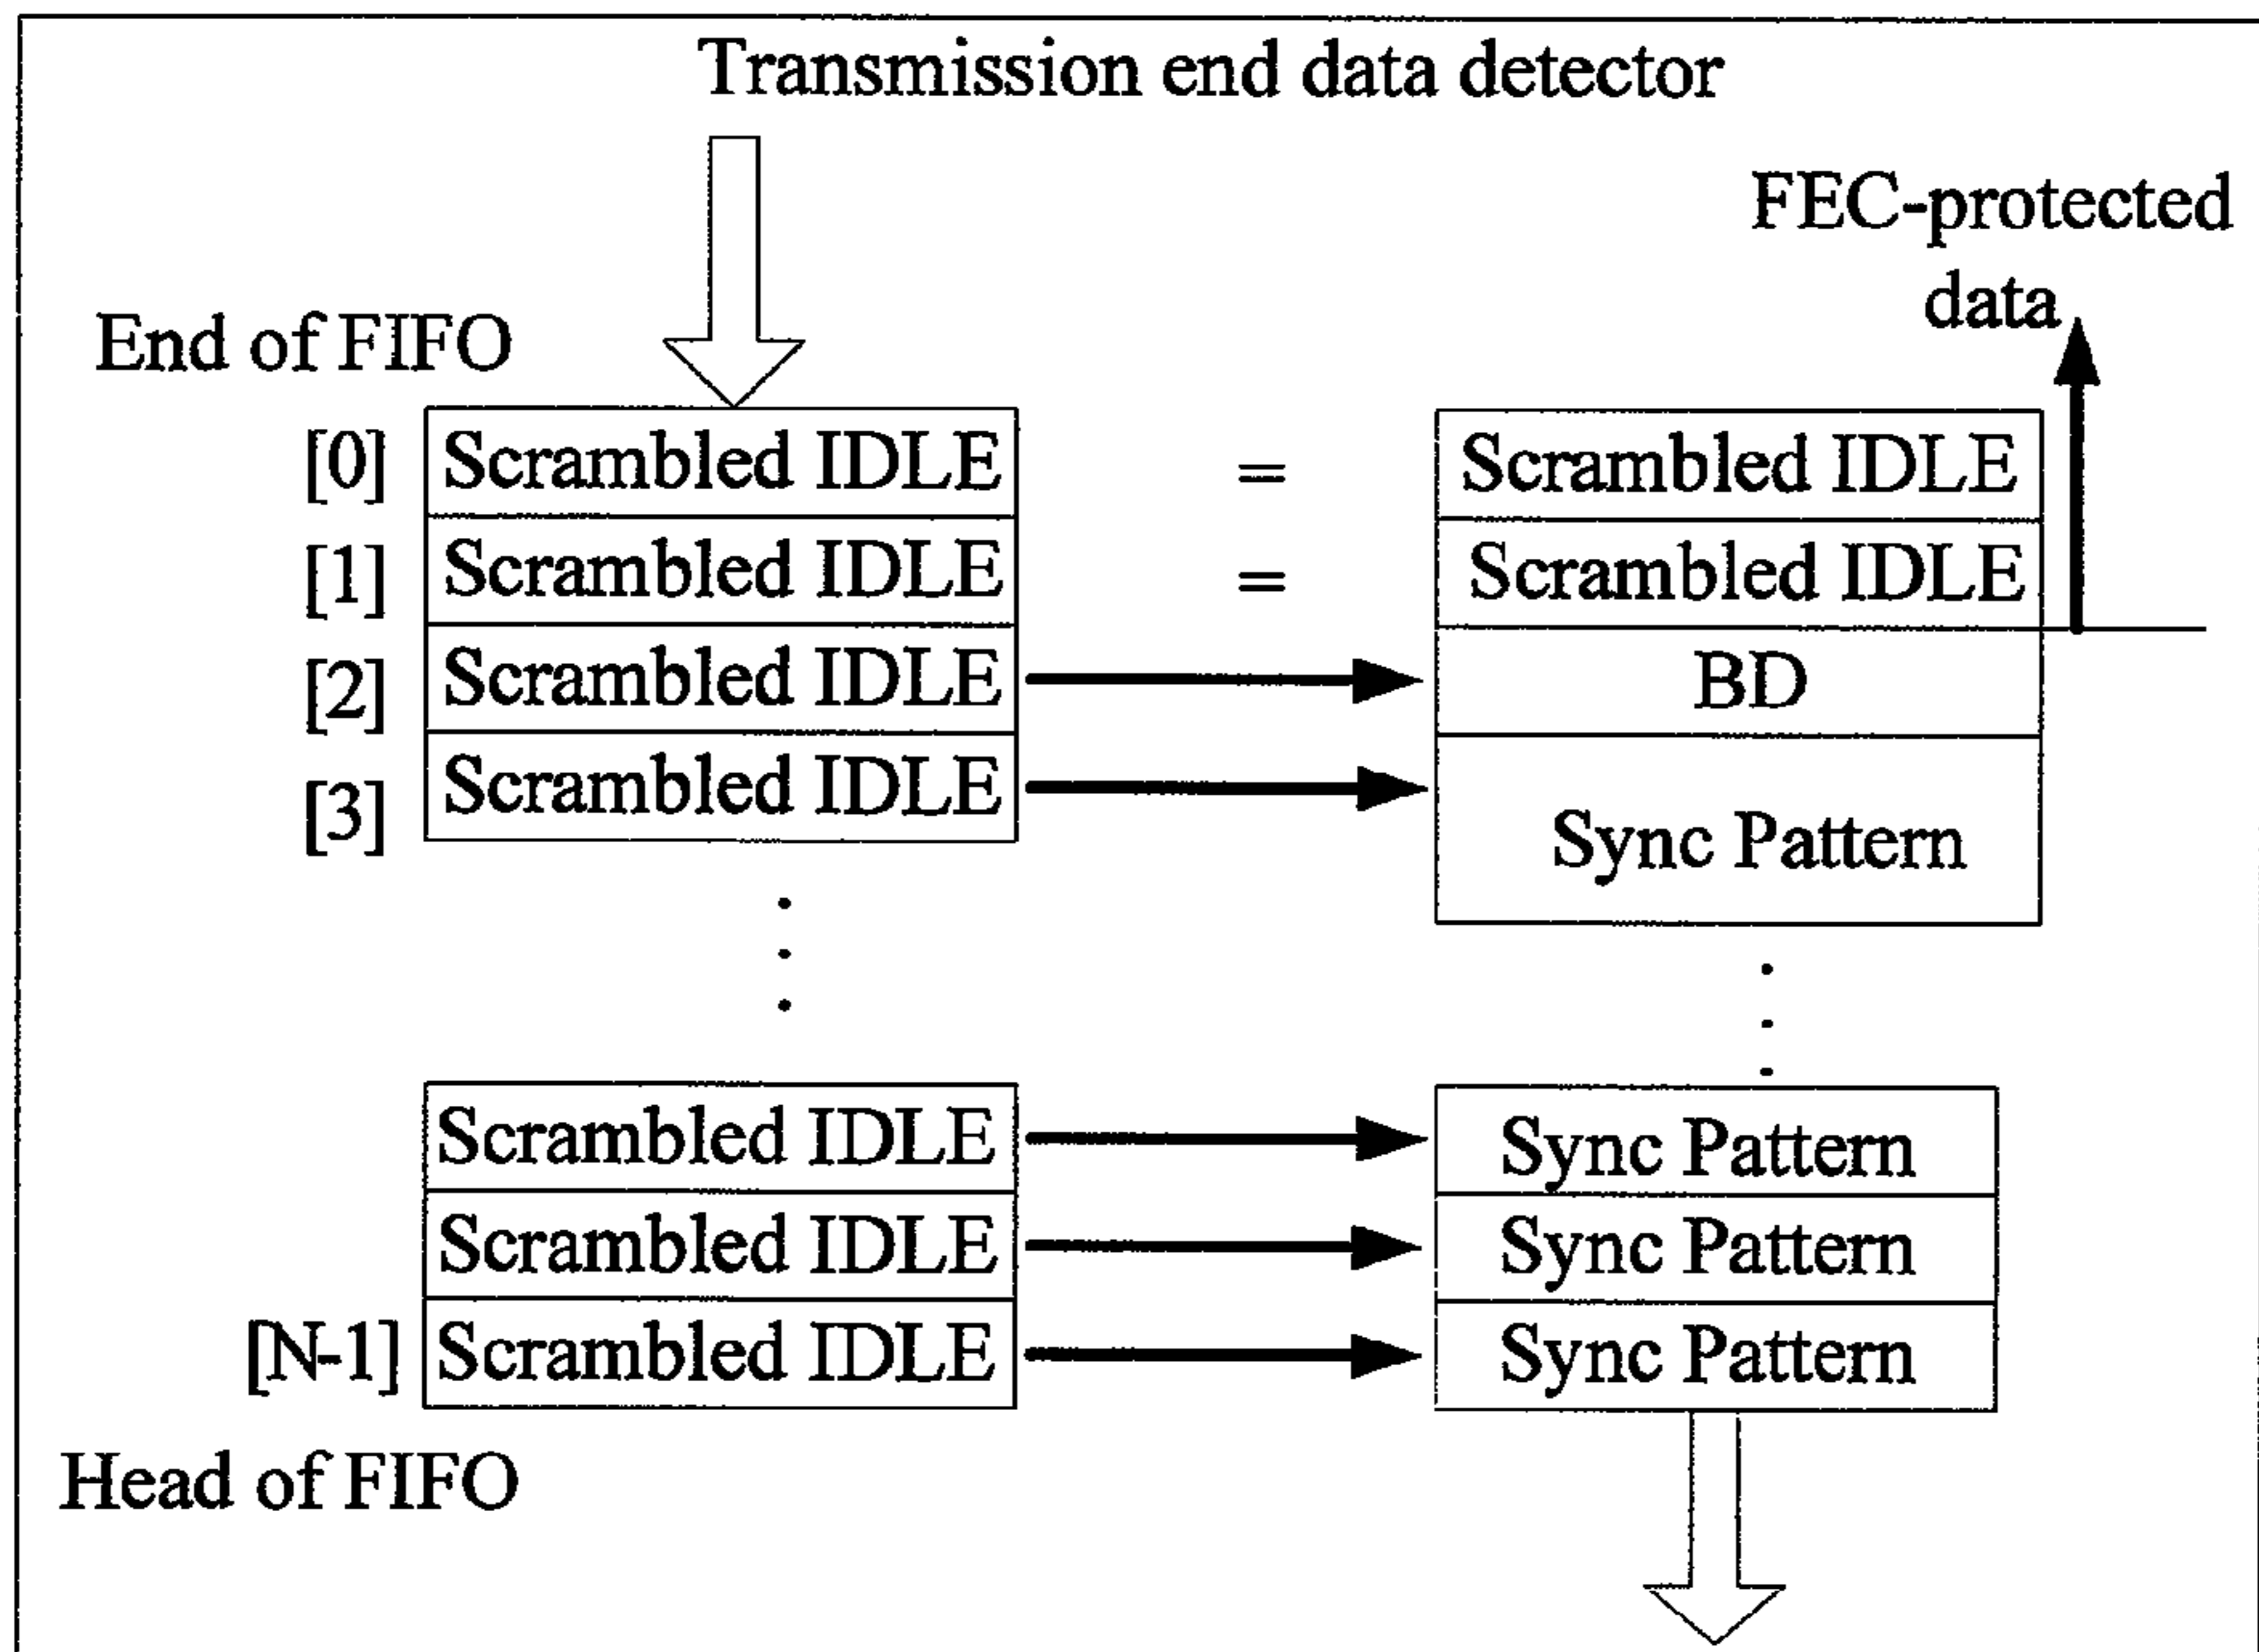 Transmission end data detector
FEC-protected
data
End of FIFO
[0] Scrambled IDLE = Scrambled IDLE
[1] Scrambled IDLE = Scrambled IDLE
[2] Scrambled IDLE BD
[3] Scrambled IDLE Sync Pattern
Scrambled IDLE Sync Pattern
Scrambled IDLE Sync Pattern
[N-1] Scrambled IDLE Sync Pattern
Head of FIFO